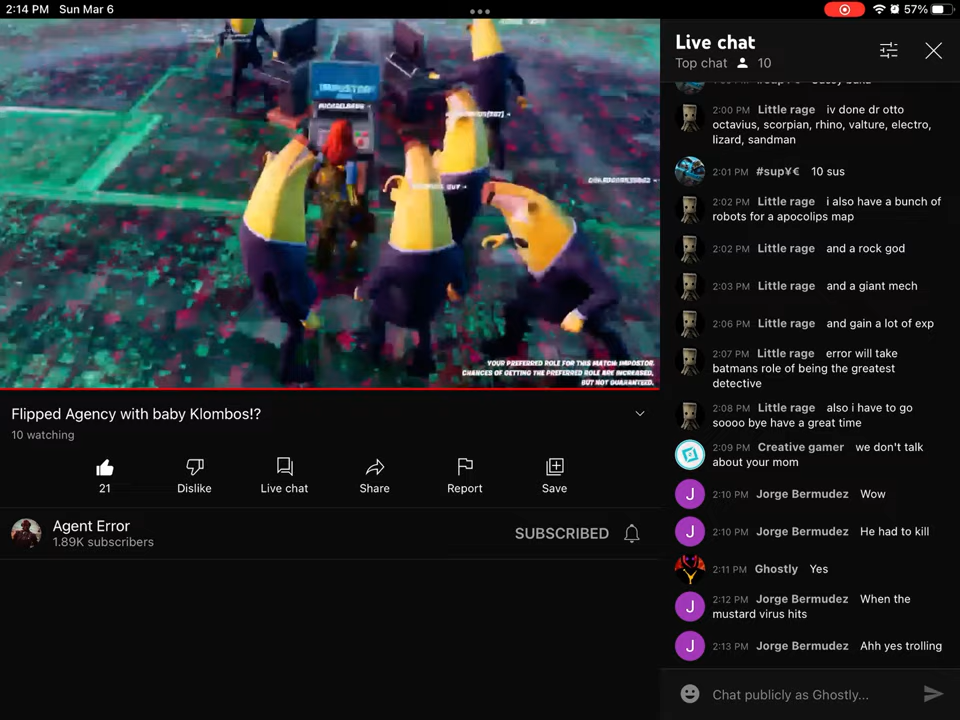 2:14 PM Sun Mar 6
57%
IMPOSTOR
YOUR PREFERRED ROLE FOR THIS MATCH: IMPOSTOR.
CHANCES OF GETTING THE PREFERRED ROLE ARE INCREASED,
BUT NOT GUARANTEED.
Flipped Agency with baby Klombos!?
10 watching
21
Dislike
Live chat
Share
Report
Save
Agent Error
1.89K subscribers
SUBSCRIBED
Live chat
Top chat 10
2:00 PM Little rage iv done dr otto
octavius, scorpian, rhino, valture, electro,
lizard, sandman
2:01 PM #sup¥€ 10 sus
2:02 PM Little rage i also have a bunch of
robots for a apocolips map
2:02 PM Little rage and a rock god
2:03 PM Little rage and a giant mech
2:06 PM Little rage and gain a lot of exp
2:07 PM Little rage error will take
batmans role of being the greatest
detective
2:08 PM Little rage also i have to go
soooo bye have a great time
2:09 PM Creative gamer we don't talk
about your mom
2:10 PM Jorge Bermudez Wow
2:10 PM Jorge Bermudez He had to kill
2:11 PM Ghostly Yes
2:12 PM Jorge Bermudez When the
mustard virus hits
2:13 PM Jorge Bermudez Ahh yes trolling
Chat publicly as Ghostly...